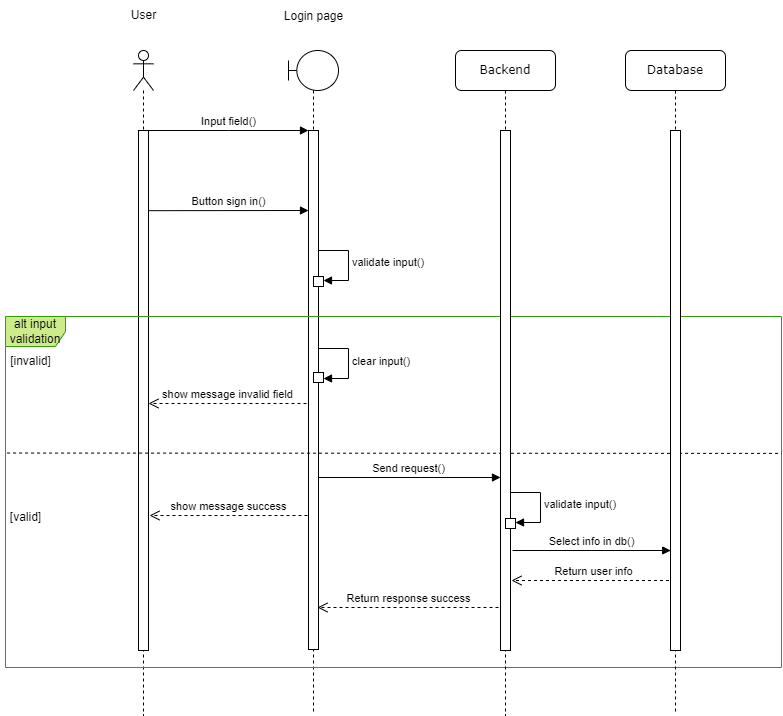 User
Login page
Backend
Database
Input field()
Button sign in()
validate input()
alt input
validation
[invalid]
clear input()
show message invalid field
Send request()
show message success
validate input()
[valid]
Select info in db()
Return user info
Return response success